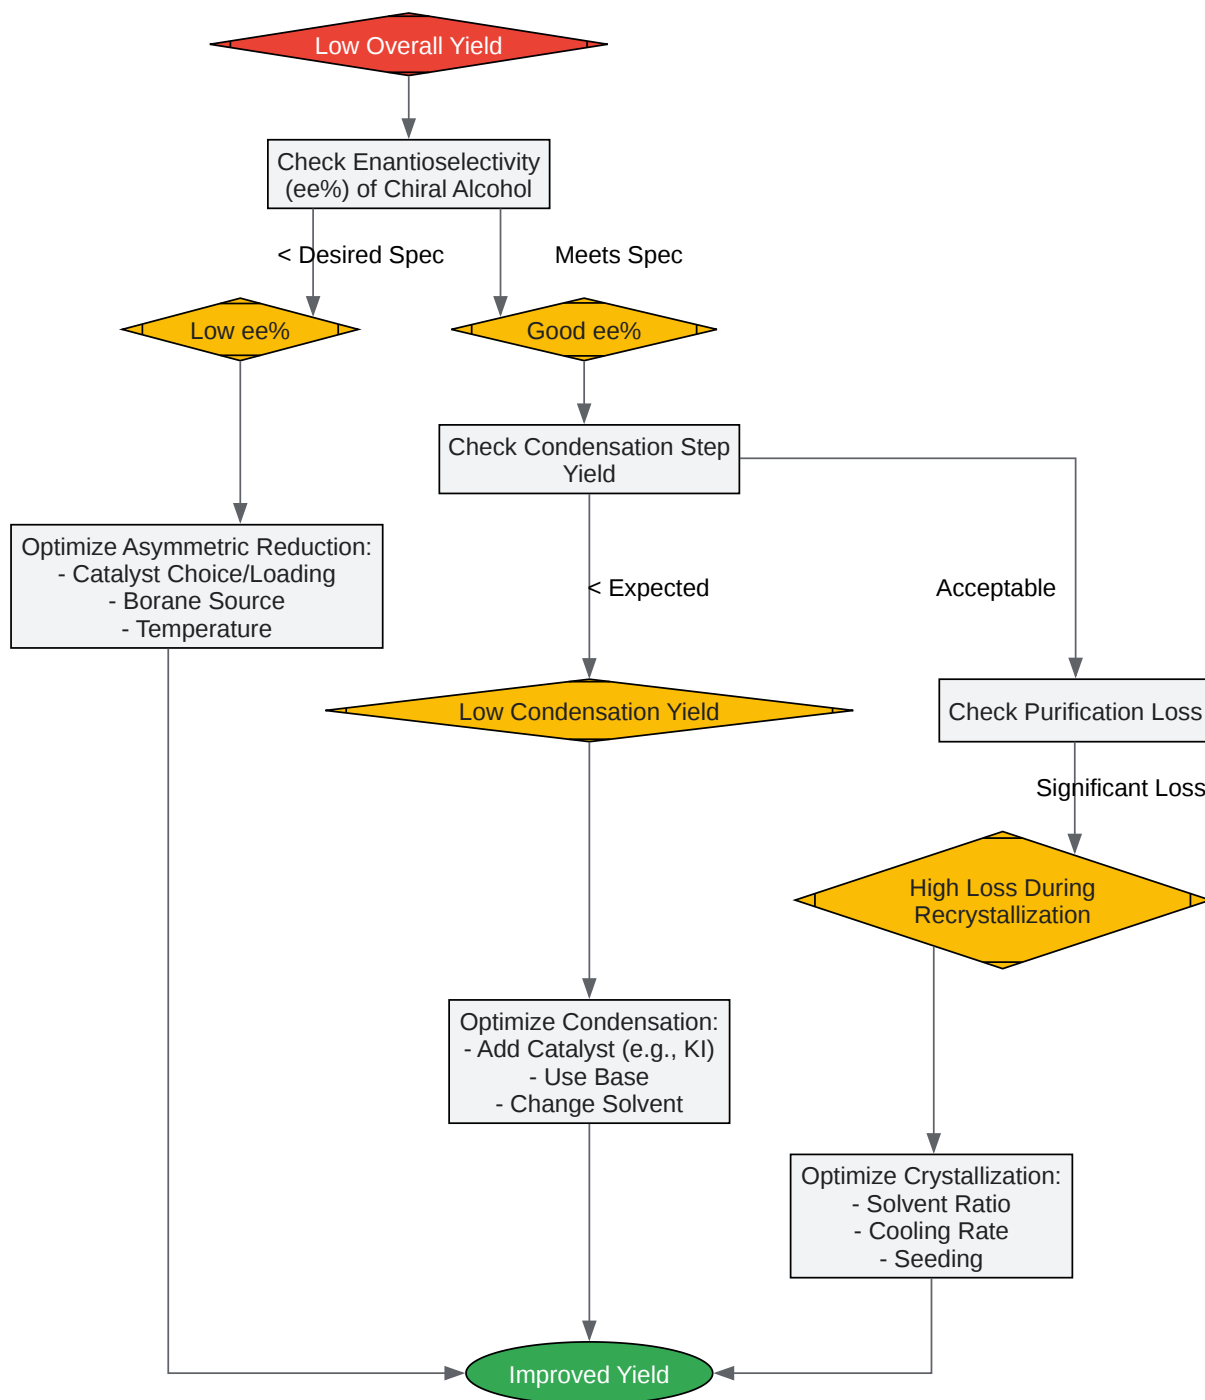 Low Overall Yield
Check Enantioselectivity
(ee%) of Chiral Alcohol
< Desired Spec
Meets Spec
Low ee%
Good ee%
Check Condensation Step
Yield
Optimize Asymmetric Reduction:
- Catalyst Choice/Loading
- Borane Source
- Temperature
< Expected
Acceptable
Low Condensation Yield
Check Purification Loss
Significant Loss
High Loss During
Recrystallization
Optimize Condensation:
- Add Catalyst (e.g., KI)
- Use Base
- Change Solvent
Optimize Crystallization:
- Solvent Ratio
- Cooling Rate
- Seeding
Improved Yield